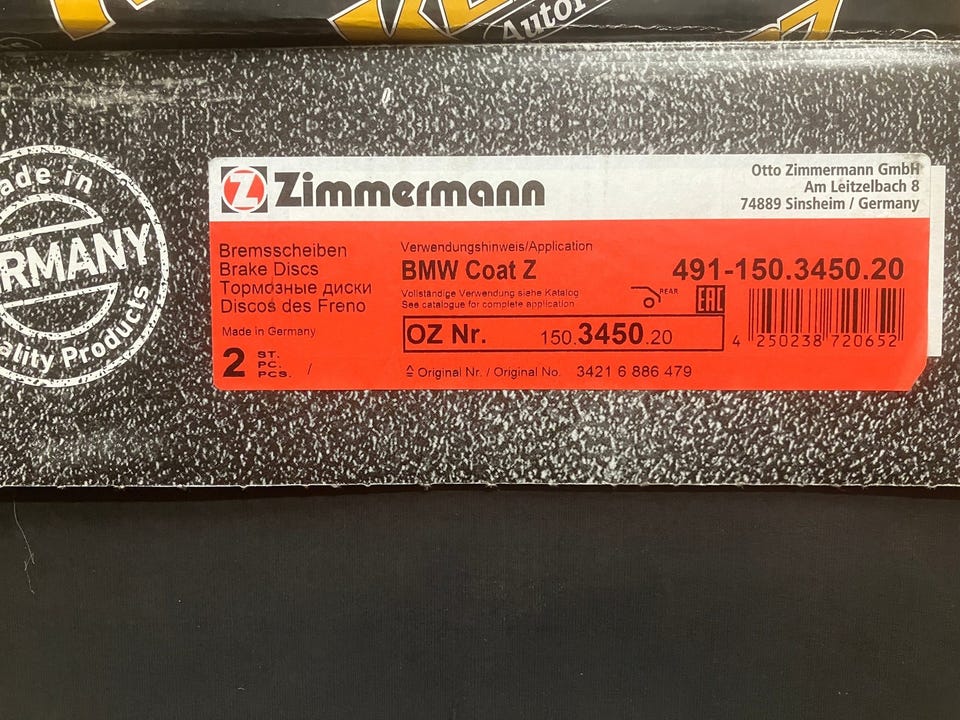 Autor
Made in
GERMANY
Quality Products
Z Zimmermann
Otto Zimmermann GmbH
Am Leitzelbach 8
74889 Sinsheim / Germany
Bremsscheiben
Brake Discs
Тормозные диски
Discos des Freno
Made in Germany
2 ST.
PC.
PCS. /
Verwendungshinweis/Application
BMW Coat Z
491-150.3450.20
Vollständige Verwendung siehe Katalog
See catalogue for complete application
REAR
EAC
OZ Nr. 150.3450.20
4 250238 720652
≙ Original Nr. / Original No. 3421 6 886 479